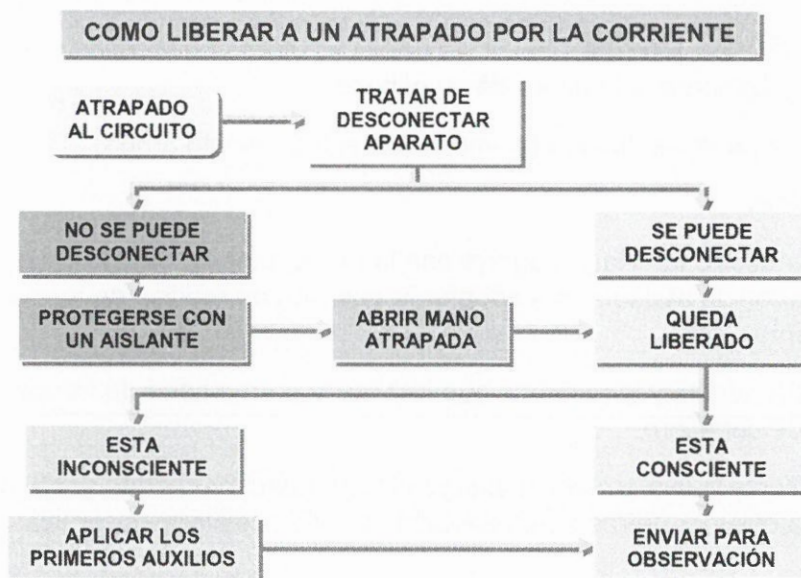 COMO LIBERAR A UN ATRAPADO POR LA CORRIENTE
ATRAPADO
AL CIRCUITO
TRATAR DE
DESCONECTAR
APARATO
NO SE PUEDE
DESCONECTAR
SE PUEDE
DESCONECTAR
PROTEGERSE CON
UN AISLANTE
ABRIR MANO
ATRAPADA
QUEDA
LIBERADO
ESTA
INCONSCIENTE
ESTA
CONSCIENTE
APLICAR LOS
PRIMEROS AUXILIOS
ENVIAR PARA
OBSERVACIÓN